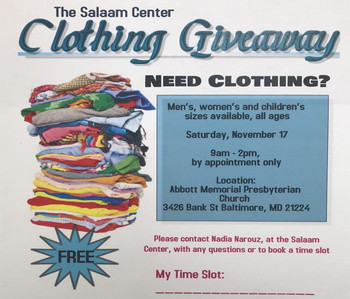 The Salaam Center
Clothing Giveaway
NEED CLOTHING?
Men's, women's and children's
sizes available, all ages
Saturday, November 17
9am - 2pm,
by appointment only
Location:
Abbott Memorial Presbyterian
Church
3426 Bank St Baltimore, MD 21224
FREE
Please contact Nadia Narouz, at the Salaam
Center, with any questions or to book a time slot
My Time Slot: